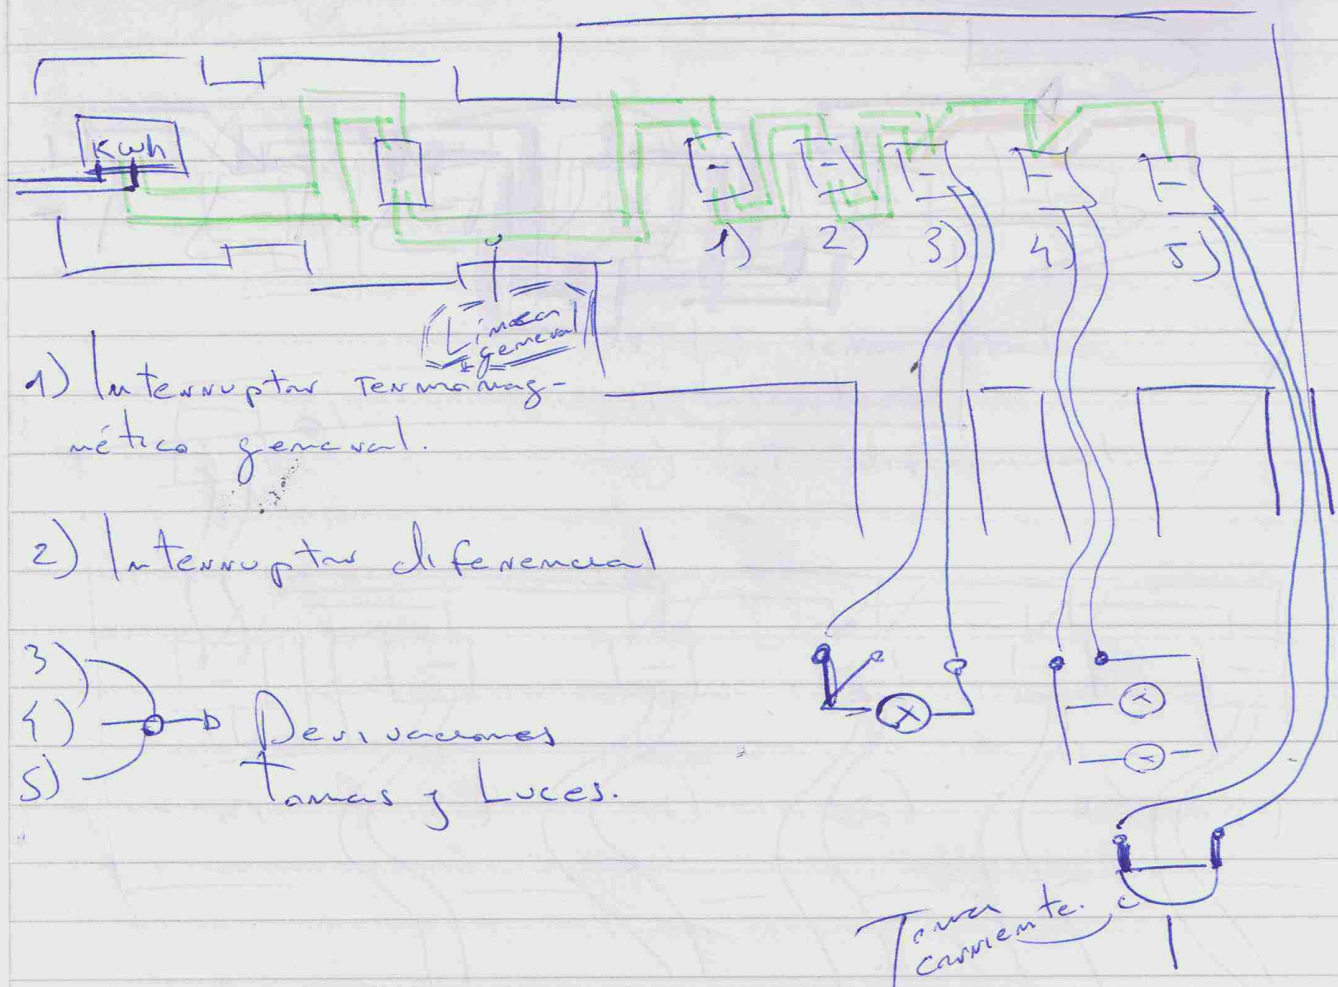 Kwh
1) 2) 3) 4) 5)
Linea
general
1) Interruptor Termomag-
nético general.
2) Interruptor diferencial
3)
4) Derivaciones
5) Tomas y Luces.
Toma
corriente.